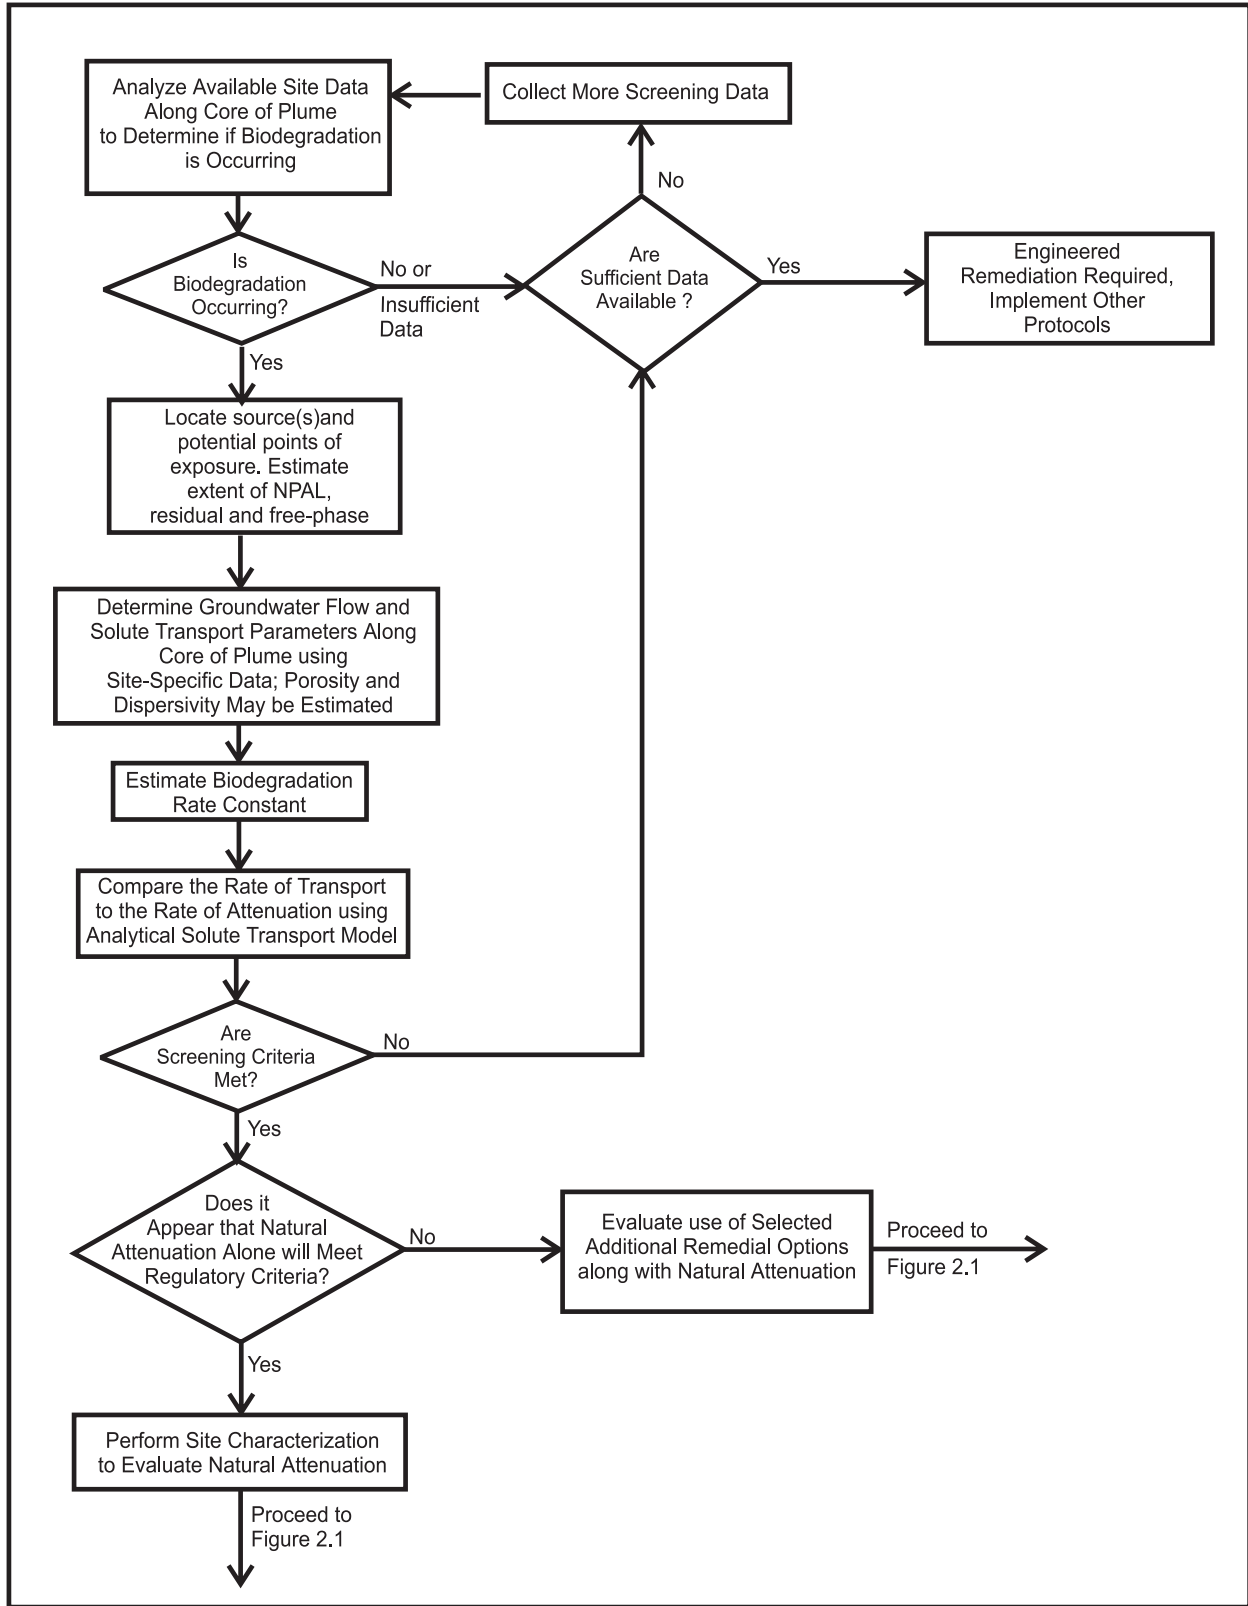 Analyze Available Site Data
Along Core of Plume
to Determine if Biodegradation
is Occurring
Collect More Screening Data
No
Are
Sufficient Data
Available ?
Yes
Engineered
Remediation Required,
Implement Other
Protocols
Is
Biodegradation
Occurring?
No or
Insufficient
Data
Yes
Locate source(s)and
potential points of
exposure. Estimate
extent of NPAL,
residual and free-phase
Determine Groundwater Flow and
Solute Transport Parameters Along
Core of Plume using
Site-Specific Data; Porosity and
Dispersivity May be Estimated
Estimate Biodegradation
Rate Constant
Compare the Rate of Transport
to the Rate of Attenuation using
Analytical Solute Transport Model
Are
Screening Criteria
Met?
No
Yes
Does it
Appear that Natural
Attenuation Alone will Meet
Regulatory Criteria?
No
Evaluate use of Selected
Additional Remedial Options
along with Natural Attenuation
Proceed to
Figure 2.1
Yes
Perform Site Characterization
to Evaluate Natural Attenuation
Proceed to
Figure 2.1